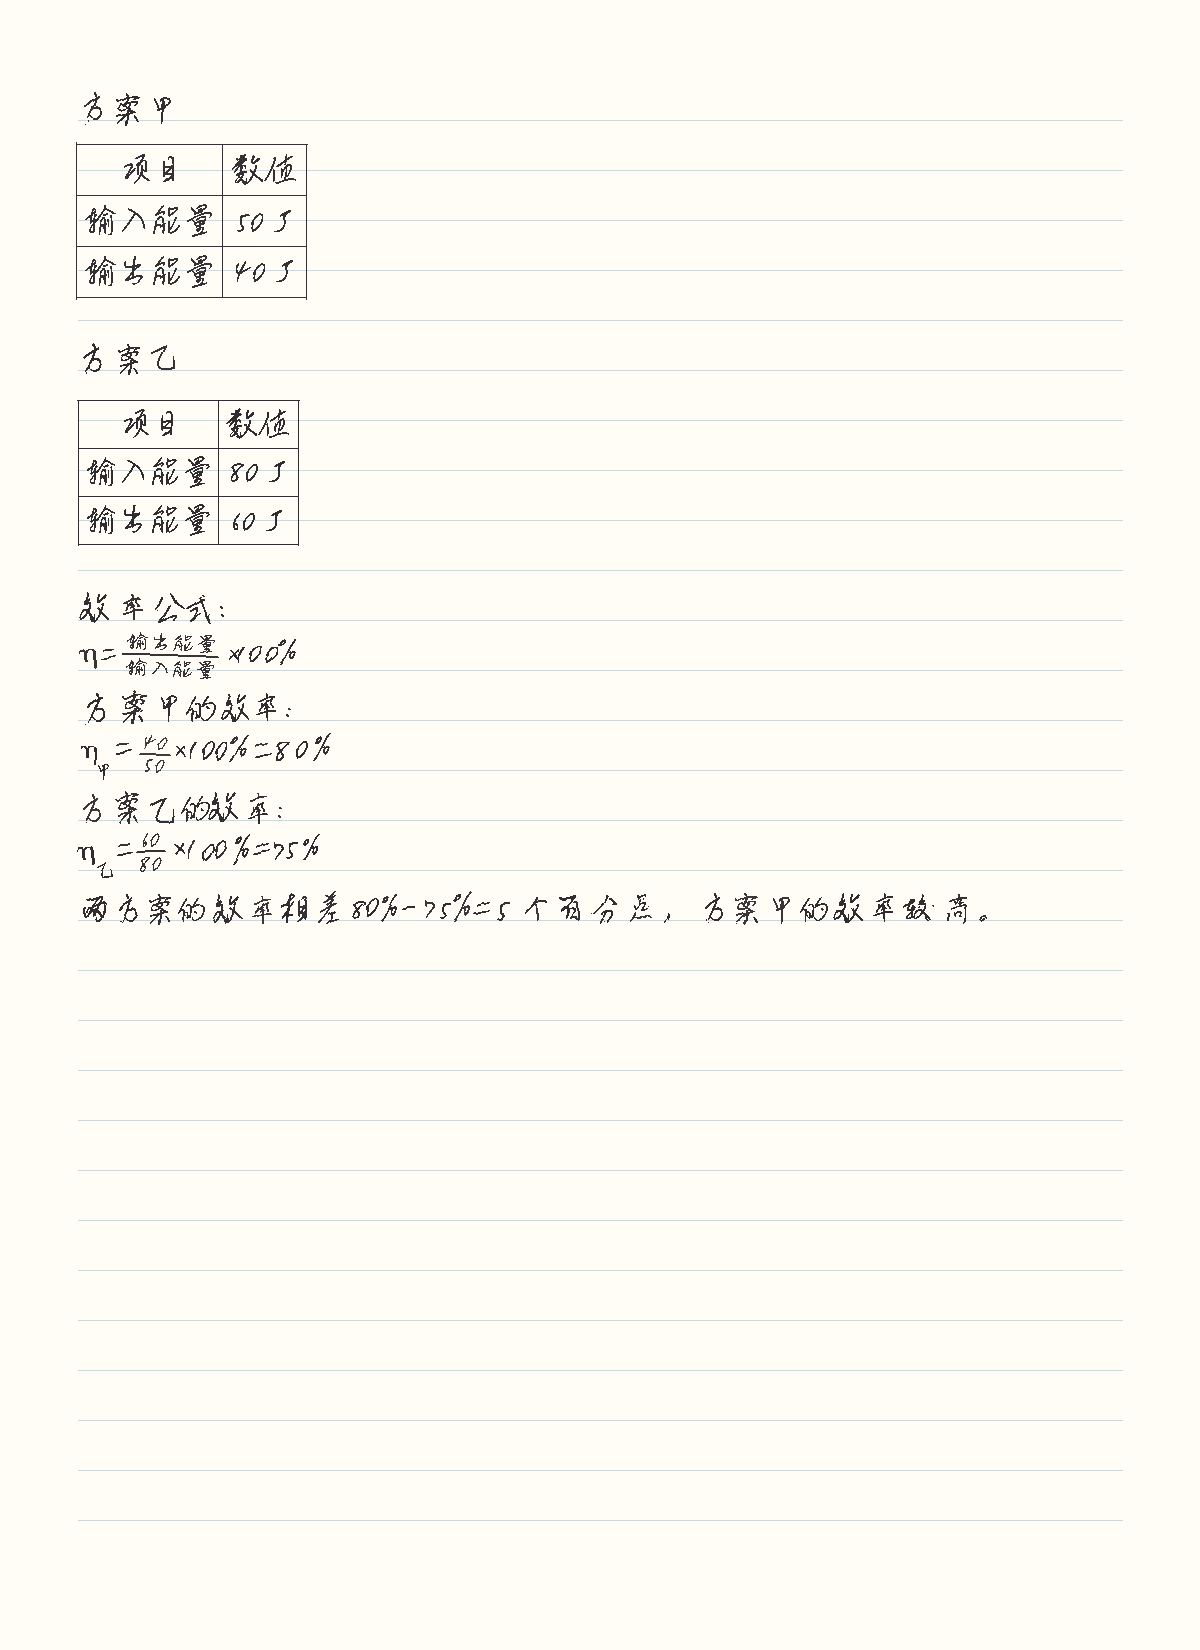 方案甲
项目 数值
输入能量 50 J
输出能量 40 J
方案乙
项目 数值
输入能量 80 J
输出能量 60 J
效率公式：
η=输出能量/输入能量×100%
方案甲的效率：
η甲=40/50×100%=80%
方案乙的效率：
η乙=60/80×100%=75%
两方案的效率相差80%-75%=5个百分点，方案甲的效率较高。